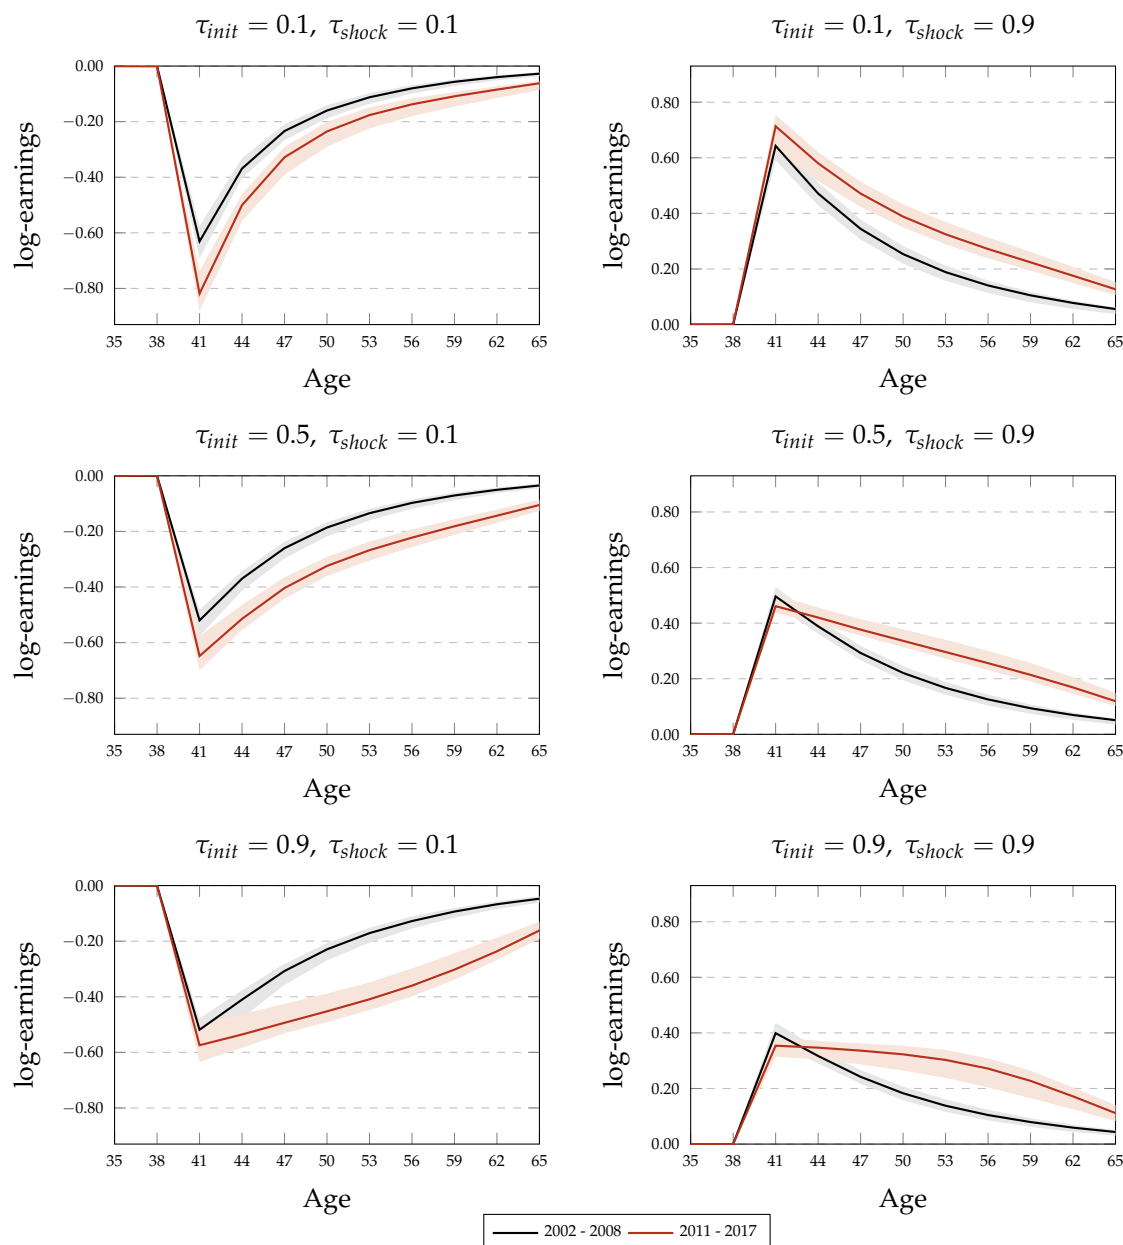 τinit = 0.1, τshock = 0.1
0.00
−0.20
−0.40
−0.60
−0.80
log-earnings
35 38 41 44 47 50 53 56 59 62 65
Age
τinit = 0.1, τshock = 0.9
0.80
0.60
0.40
0.20
0.00
log-earnings
35 38 41 44 47 50 53 56 59 62 65
Age
τinit = 0.5, τshock = 0.1
0.00
−0.20
−0.40
−0.60
−0.80
log-earnings
35 38 41 44 47 50 53 56 59 62 65
Age
τinit = 0.5, τshock = 0.9
0.80
0.60
0.40
0.20
0.00
log-earnings
35 38 41 44 47 50 53 56 59 62 65
Age
τinit = 0.9, τshock = 0.1
0.00
−0.20
−0.40
−0.60
−0.80
log-earnings
35 38 41 44 47 50 53 56 59 62 65
Age
τinit = 0.9, τshock = 0.9
0.80
0.60
0.40
0.20
0.00
log-earnings
35 38 41 44 47 50 53 56 59 62 65
Age
2002 - 2008 2011 - 2017